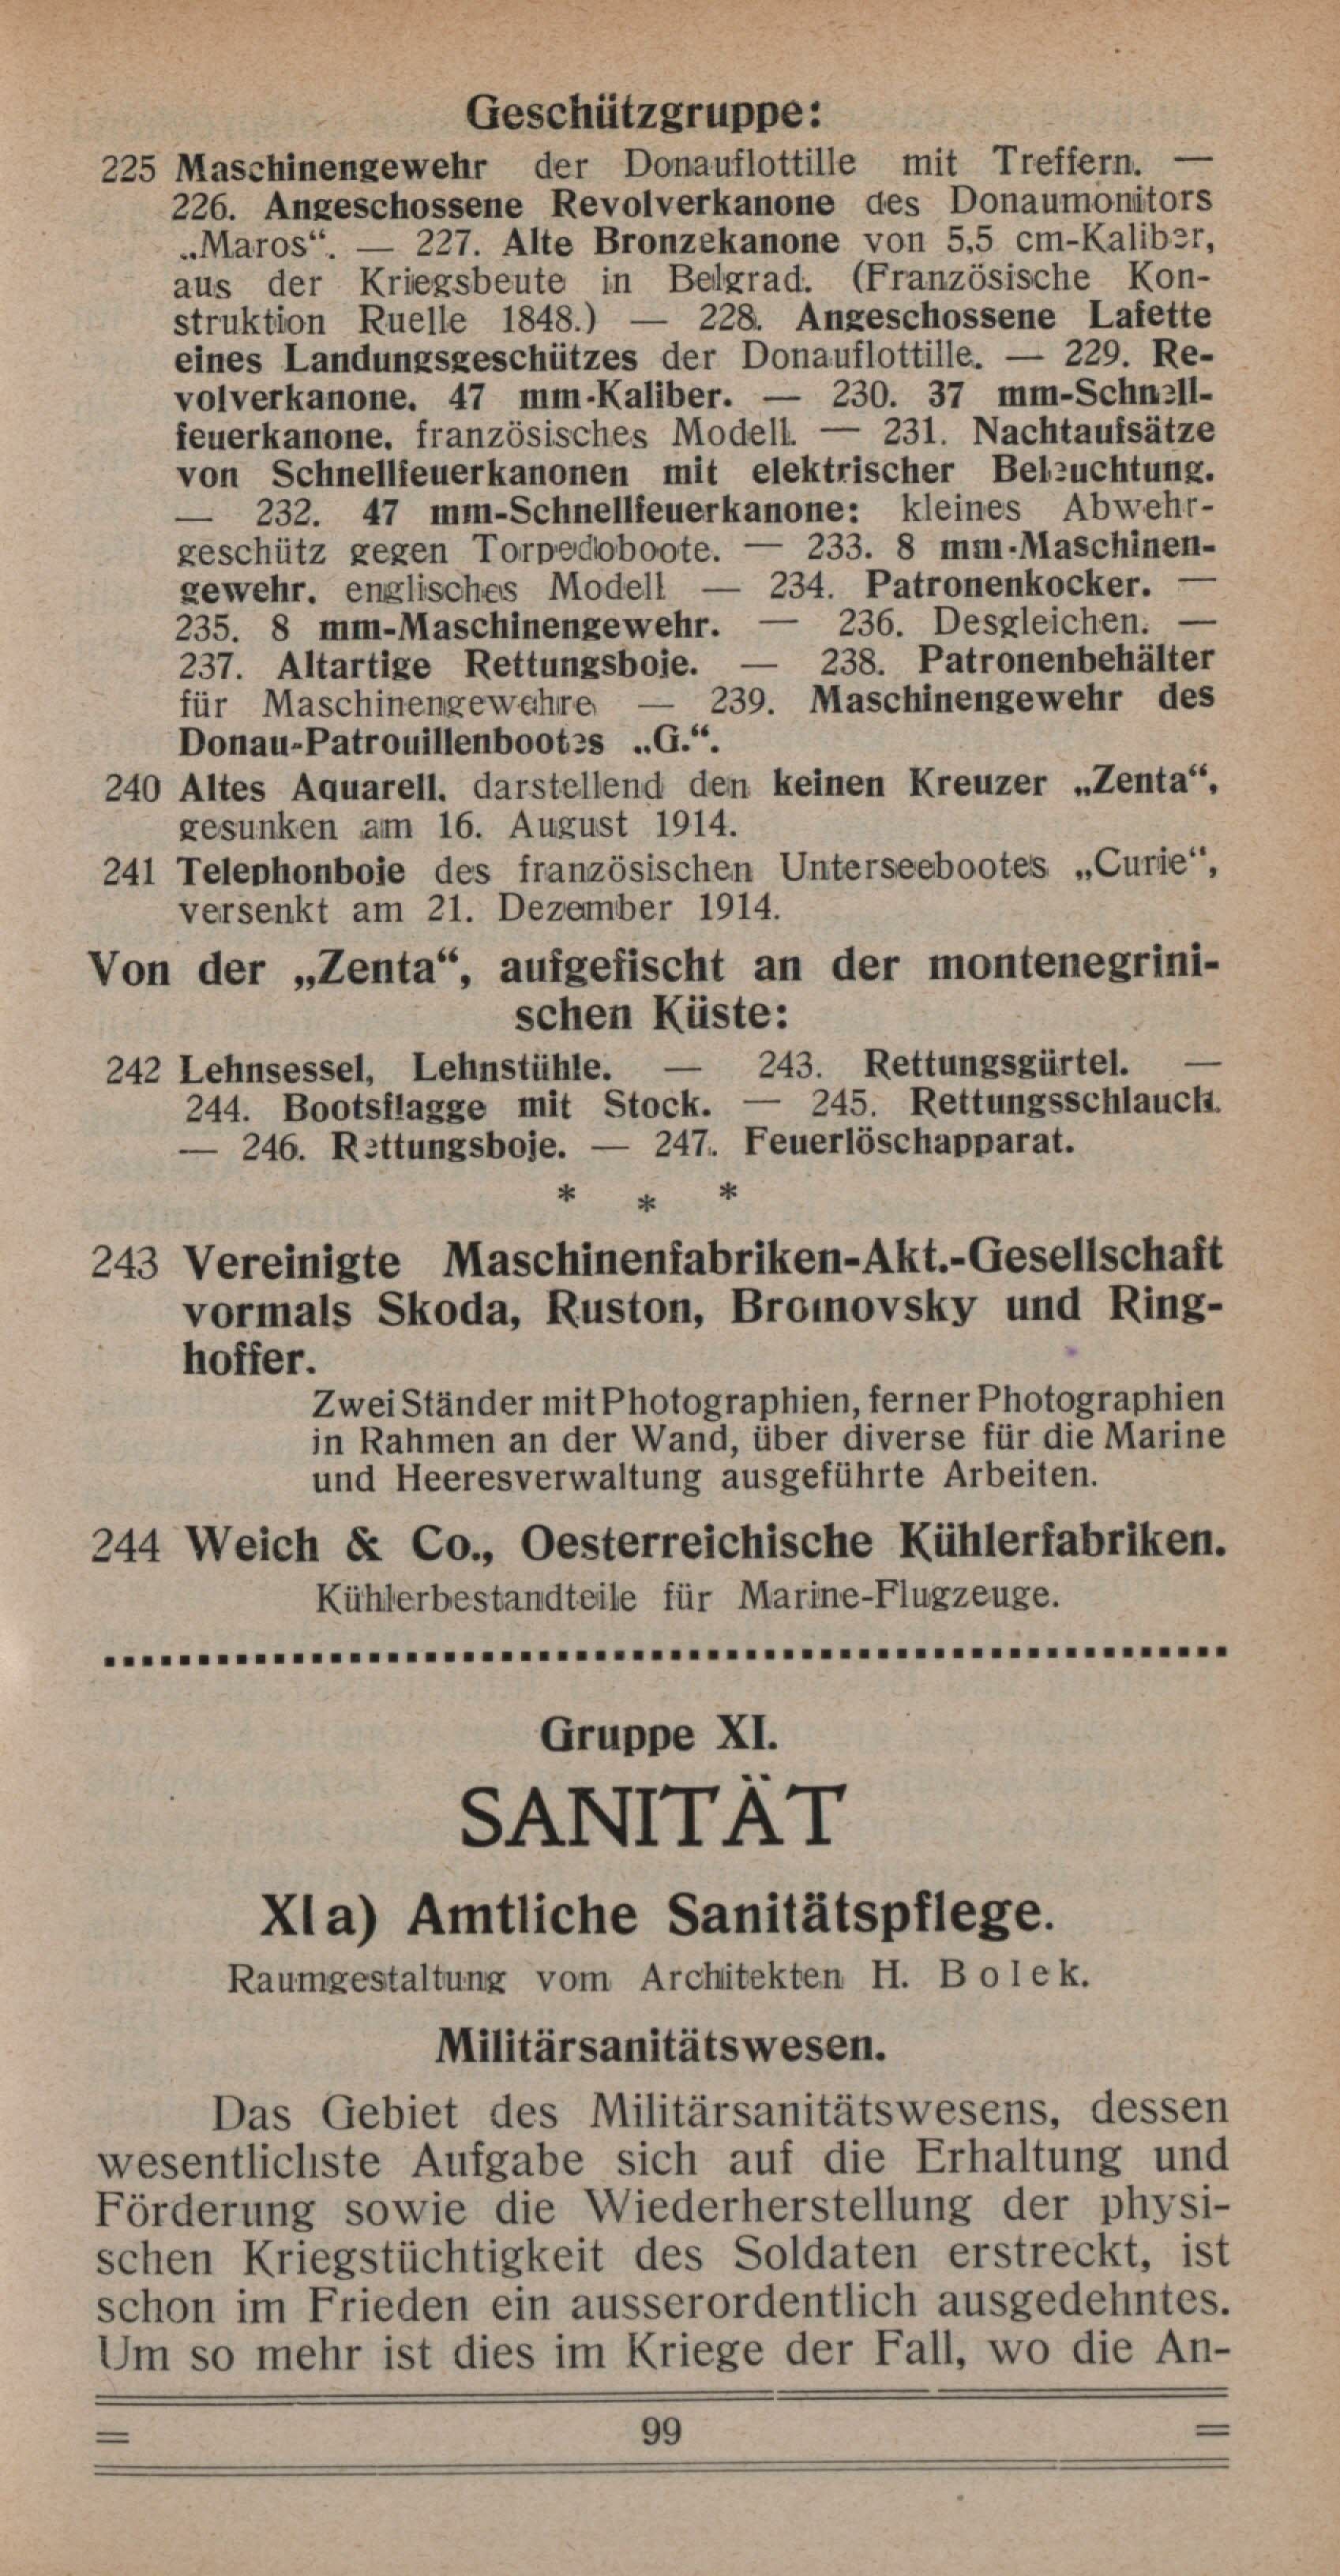 Geschützgruppe:
225 Maschinengewehr der Donauflottille mit Treffern. —
226. Angeschossene Revolverkanone des Donaumonitors
„Maros“. — 227. Alte Bronzekanone von 5,5 cm-Kaliber,
aus der Kriegsbeute in Belgrad. (Französische Kon-
struktion Ruelle 1848.) — 228. Angeschossene Lafette
eines Landungsgeschützes der Donauflottille. — 229. Re-
volverkanone. 47 mm-Kaliber. — 230. 37 mm-Schnell-
feuerkanone. französisches Modell. — 231. Nachtaufsätze
von Schnellfeuerkanonen mit elektrischer Beleuchtung.
— 232. 47 mm-Schnellfeuerkanone: kleines Abwehr-
geschütz gegen Torpedoboote. — 233. 8 mm-Maschinen-
gewehr. englisches Modell — 234. Patronenkocker. —
235. 8 mm-Maschinengewehr. — 236. Desgleichen. —
237. Altartige Rettungsboje. — 238. Patronenbehälter
für Maschinengewehre — 239. Maschinengewehr des
Donau-Patrouillenbootes „G.“.
240 Altes Aquarell. darstellend den keinen Kreuzer „Zenta“,
gesunken am 16. August 1914.
241 Telephonboje des französischen Unterseebootes „Curie“,
versenkt am 21. Dezember 1914.
Von der „Zenta“, aufgefischt an der montenegrini-
schen Küste:
242 Lehnsessel, Lehnstühle. — 243. Rettungsgürtel. —
244. Bootsflagge mit Stock. — 245. Rettungsschlauch.
— 246. Rettungsboje. — 247. Feuerlöschapparat.
* * *
243 Vereinigte Maschinenfabriken-Akt.-Gesellschaft
vormals Skoda, Ruston, Bromovsky und Ring-
hoffer.
Zwei Ständer mit Photographien, ferner Photographien
in Rahmen an der Wand, über diverse für die Marine
und Heeresverwaltung ausgeführte Arbeiten.
244 Weich & Co., Oesterreichische Kühlerfabriken.
Kühlerbestandteile für Marine-Flugzeuge.
Gruppe XI.
SANITÄT
XIa) Amtliche Sanitätspflege.
Raumgestaltung vom Architekten H. Bolek.
Militärsanitätswesen.
Das Gebiet des Militärsanitätswesens, dessen
wesentlichste Aufgabe sich auf die Erhaltung und
Förderung sowie die Wiederherstellung der physi-
schen Kriegstüchtigkeit des Soldaten erstreckt, ist
schon im Frieden ein ausserordentlich ausgedehntes.
Um so mehr ist dies im Kriege der Fall, wo die An-
= 99 =